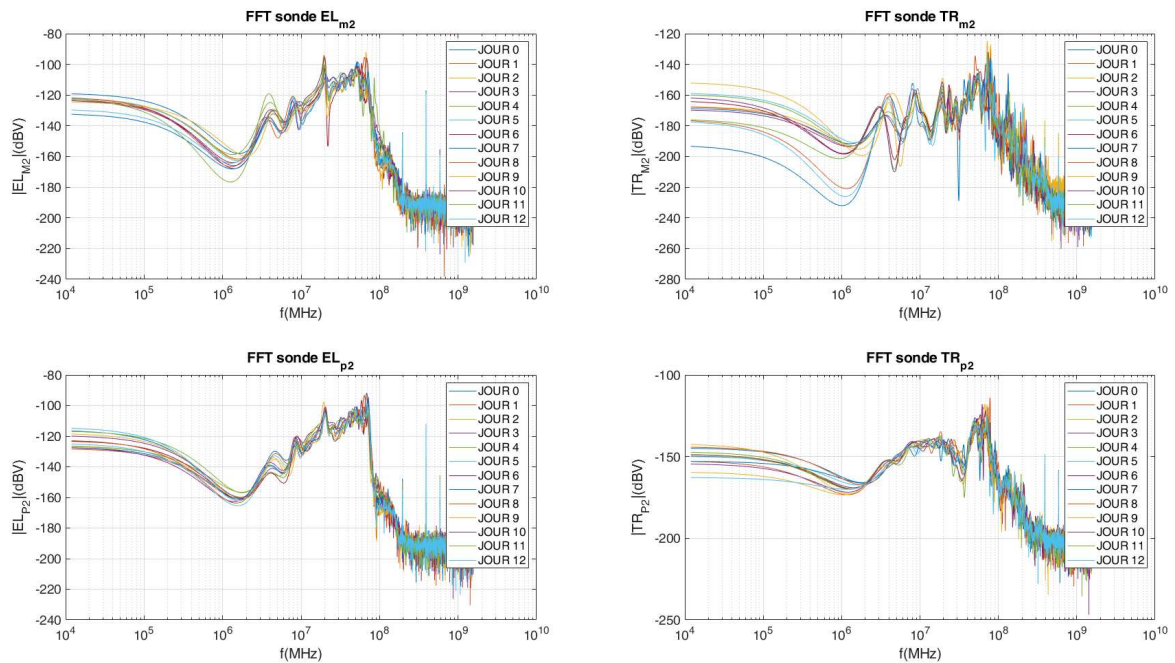 FFT sonde EL_m2
-80
-100
-120
-140
-160
-180
-200
-220
-240
|EL_M2|(dBV)
10^4 10^5 10^6 10^7 10^8 10^9 10^10
f(MHz)
JOUR 0
JOUR 1
JOUR 2
JOUR 3
JOUR 4
JOUR 5
JOUR 6
JOUR 7
JOUR 8
JOUR 9
JOUR 10
JOUR 11
JOUR 12
FFT sonde TR_m2
-120
-140
-160
-180
-200
-220
-240
-260
-280
|TR_M2|(dBV)
10^4 10^5 10^6 10^7 10^8 10^9 10^10
f(MHz)
JOUR 0
JOUR 1
JOUR 2
JOUR 3
JOUR 4
JOUR 5
JOUR 6
JOUR 7
JOUR 8
JOUR 9
JOUR 10
JOUR 11
JOUR 12
FFT sonde EL_p2
-80
-100
-120
-140
-160
-180
-200
-220
-240
|EL_P2|(dBV)
10^4 10^5 10^6 10^7 10^8 10^9 10^10
f(MHz)
JOUR 0
JOUR 1
JOUR 2
JOUR 3
JOUR 4
JOUR 5
JOUR 6
JOUR 7
JOUR 8
JOUR 9
JOUR 10
JOUR 11
JOUR 12
FFT sonde TR_p2
-100
-150
-200
-250
|TR_P2|(dBV)
10^4 10^5 10^6 10^7 10^8 10^9 10^10
f(MHz)
JOUR 0
JOUR 1
JOUR 2
JOUR 3
JOUR 4
JOUR 5
JOUR 6
JOUR 7
JOUR 8
JOUR 9
JOUR 10
JOUR 11
JOUR 12